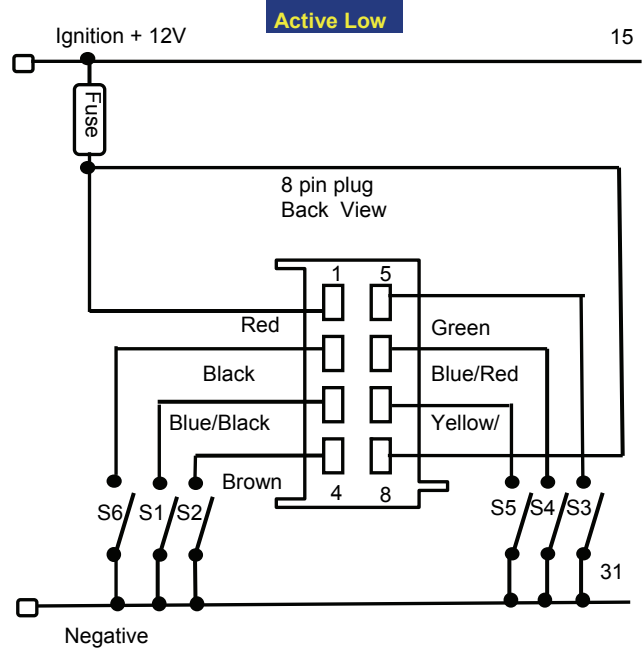 Active Low
Ignition + 12V
15
Fuse
8 pin plug
Back View
1 5
Red
Green
Black
Blue/Red
Blue/Black
Yellow/
Brown
4 8
S6 S1 S2
S5 S4 S3
31
Negative